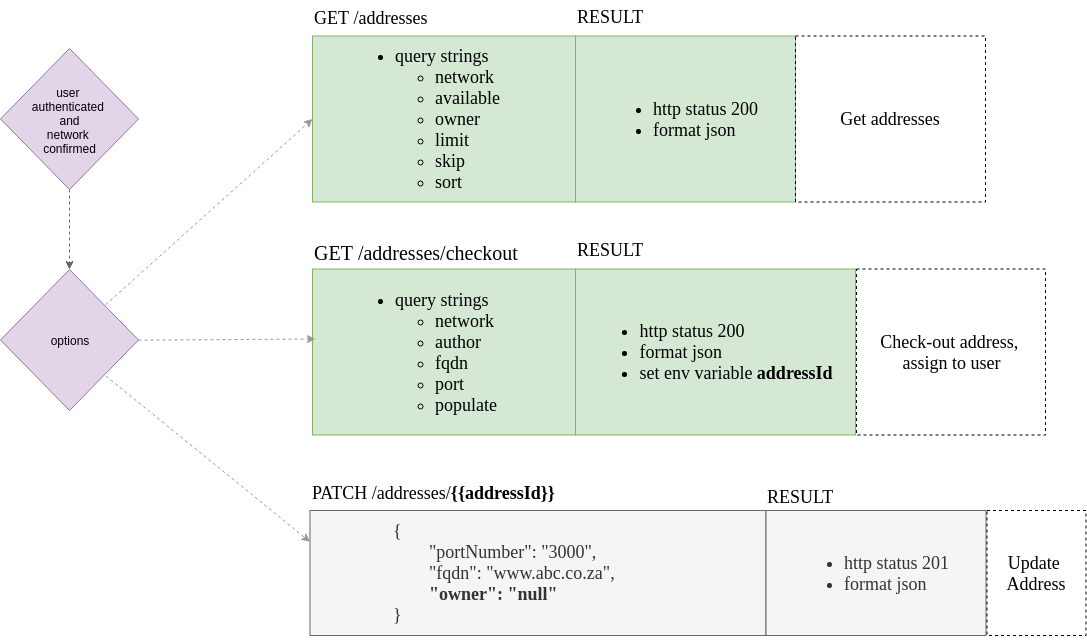 user
authenticated
and
network
confirmed
options
GET /addresses
RESULT
• query strings
○ network
○ available
○ owner
○ limit
○ skip
○ sort
• http status 200
• format json
Get addresses
GET /addresses/checkout
RESULT
• query strings
○ network
○ author
○ fqdn
○ port
○ populate
• http status 200
• format json
• set env variable addressId
Check-out address,
assign to user
PATCH /addresses/{{addressId}}
RESULT
{
"portNumber": "3000",
"fqdn": "www.abc.co.za",
"owner": "null"
}
• http status 201
• format json
Update
Address